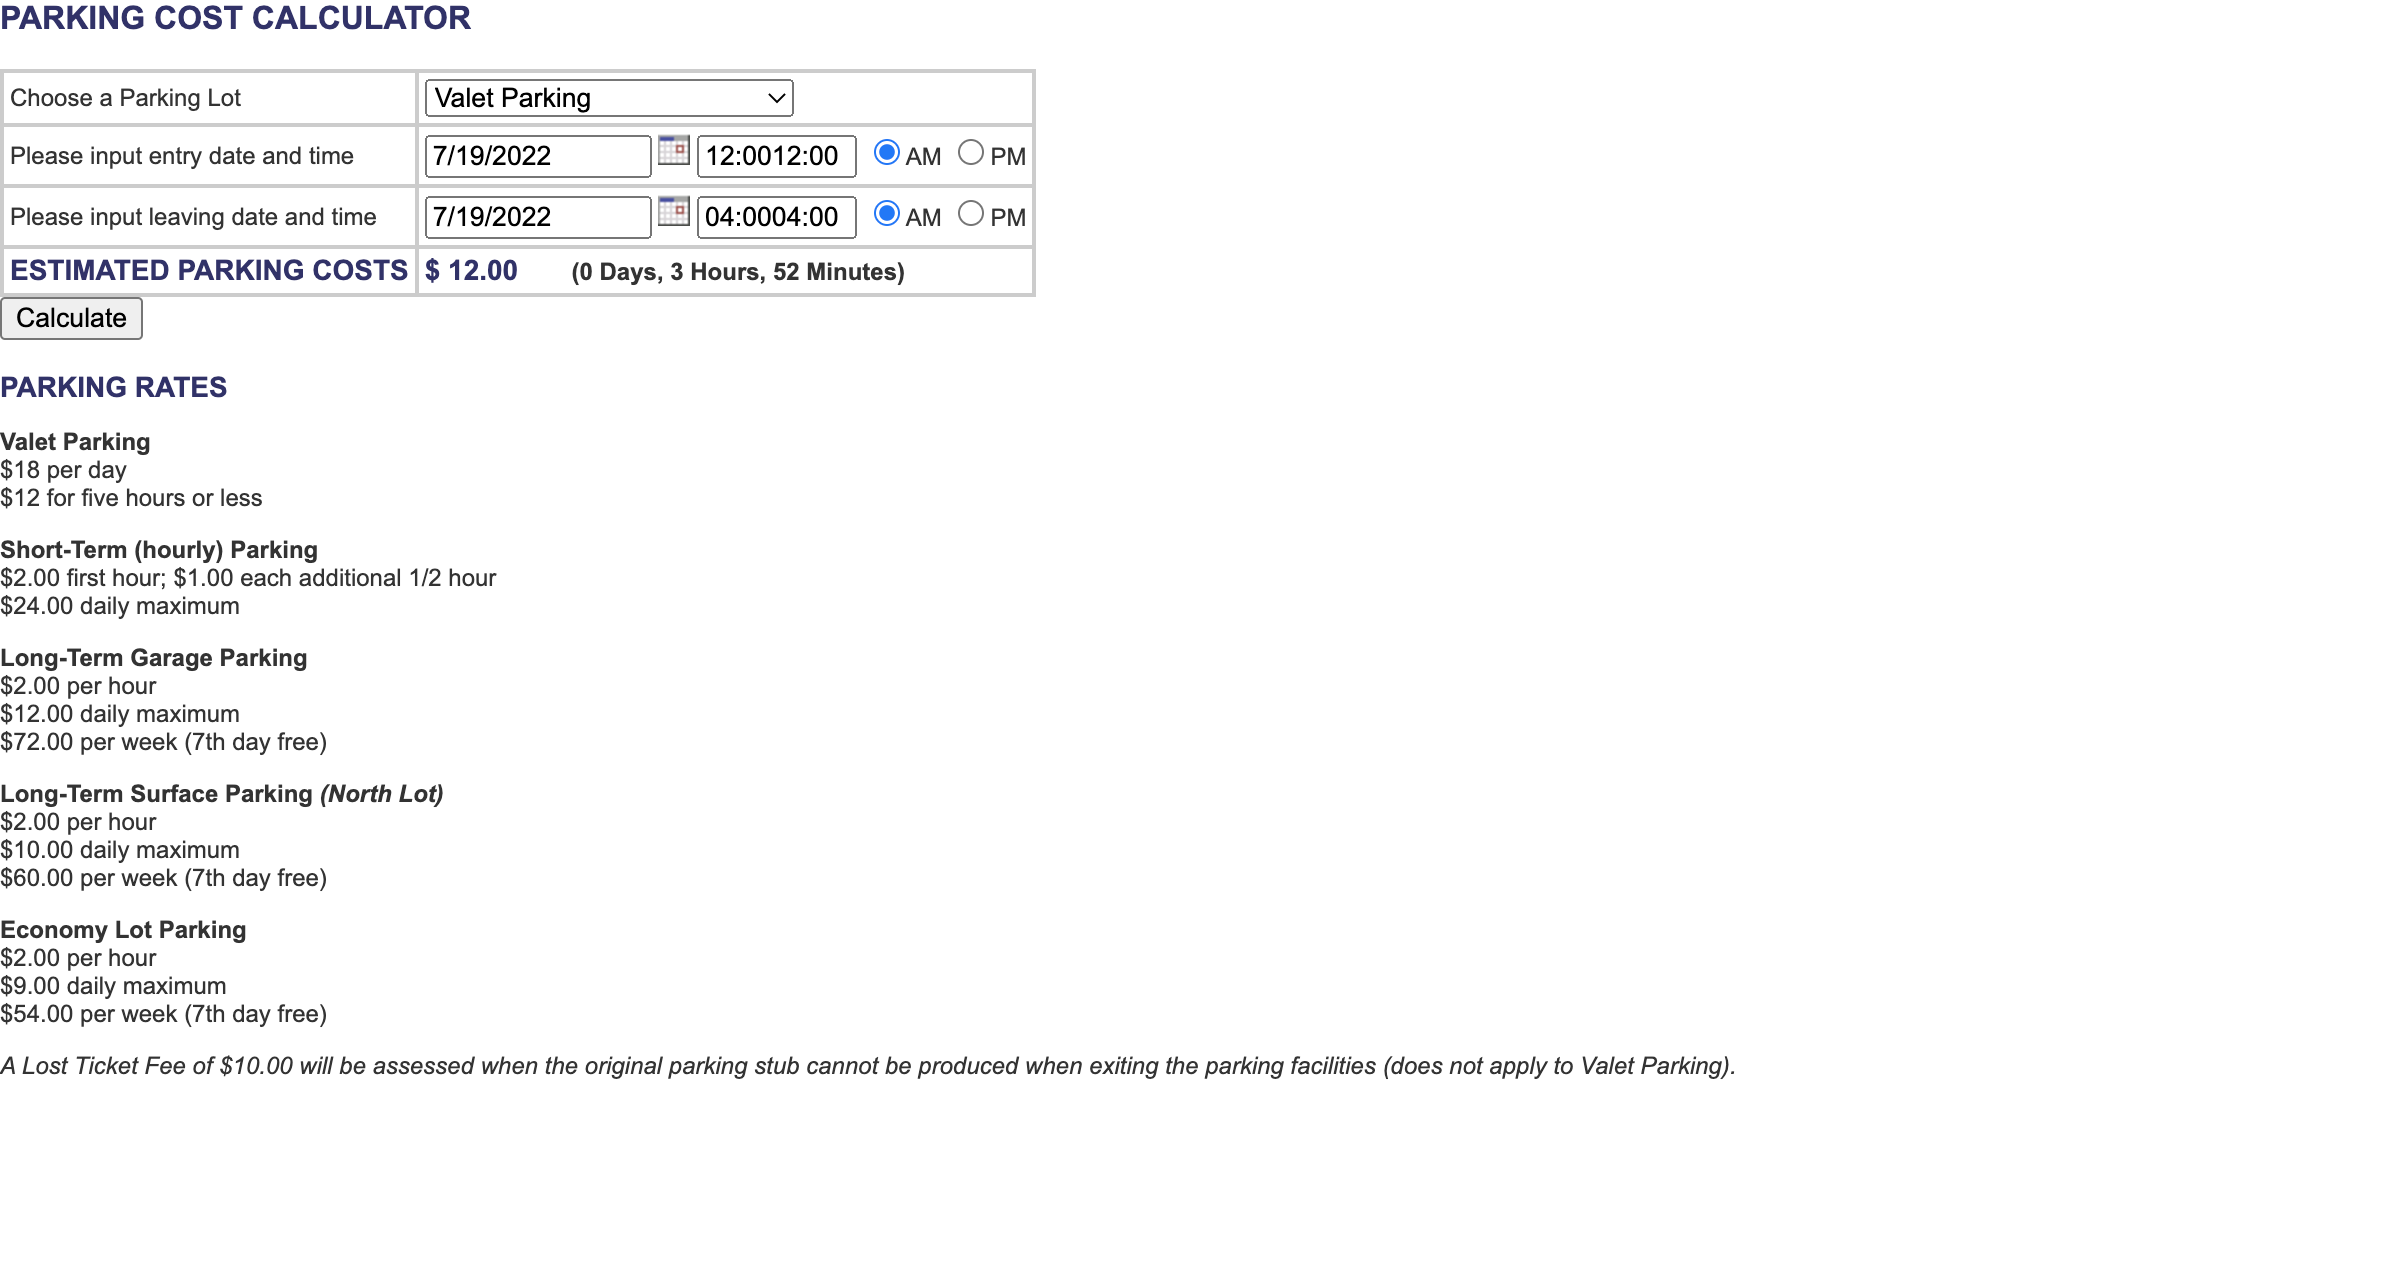 PARKING COST CALCULATOR
Choose a Parking Lot Valet Parking
Please input entry date and time 7/19/2022 12:0012:00 AM PM
Please input leaving date and time 7/19/2022 04:0004:00 AM PM
ESTIMATED PARKING COSTS $ 12.00 (0 Days, 3 Hours, 52 Minutes)
Calculate
PARKING RATES
Valet Parking
$18 per day
$12 for five hours or less
Short-Term (hourly) Parking
$2.00 first hour; $1.00 each additional 1/2 hour
$24.00 daily maximum
Long-Term Garage Parking
$2.00 per hour
$12.00 daily maximum
$72.00 per week (7th day free)
Long-Term Surface Parking (North Lot)
$2.00 per hour
$10.00 daily maximum
$60.00 per week (7th day free)
Economy Lot Parking
$2.00 per hour
$9.00 daily maximum
$54.00 per week (7th day free)
A Lost Ticket Fee of $10.00 will be assessed when the original parking stub cannot be produced when exiting the parking facilities (does not apply to Valet Parking).